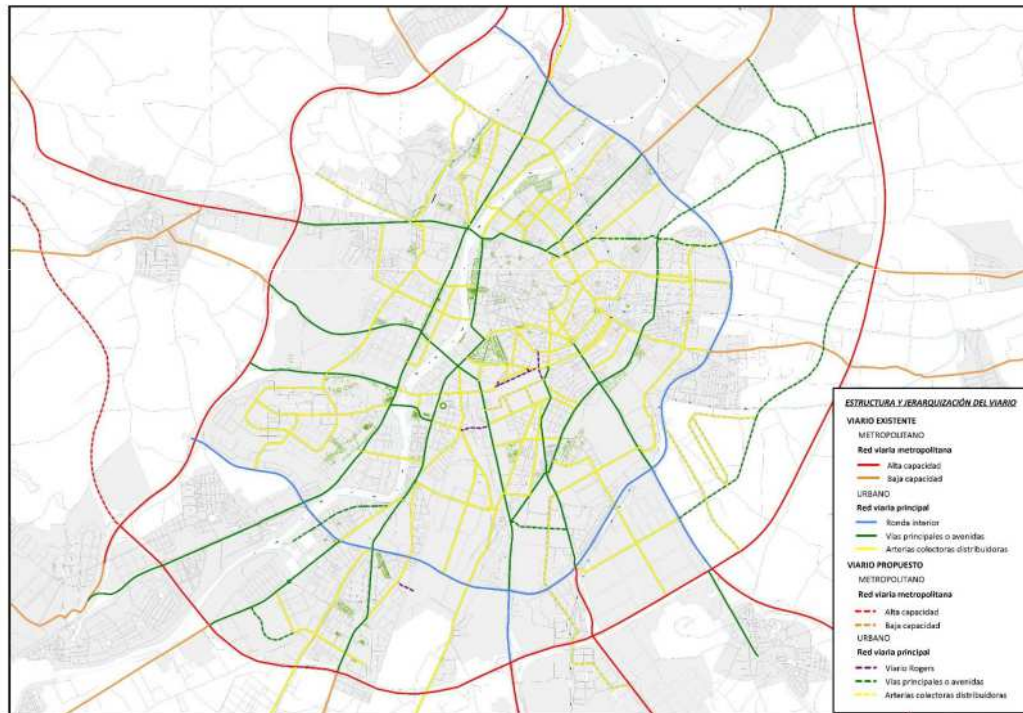 ESTRUCTURA Y JERARQUIZACIÓN DEL VIARIO
VIARIO EXISTENTE
METROPOLITANO
Red viaria metropolitana
Alta capacidad
Baja capacidad
URBANO
Red viaria principal
Ronda interior
Vías principales o avenidas
Arterias colectoras distribuidoras
VIARIO PROPUESTO
METROPOLITANO
Red viaria metropolitana
Alta capacidad
Baja capacidad
URBANO
Red viaria principal
Viario Rogers
Vías principales o avenidas
Arterias colectoras distribuidoras